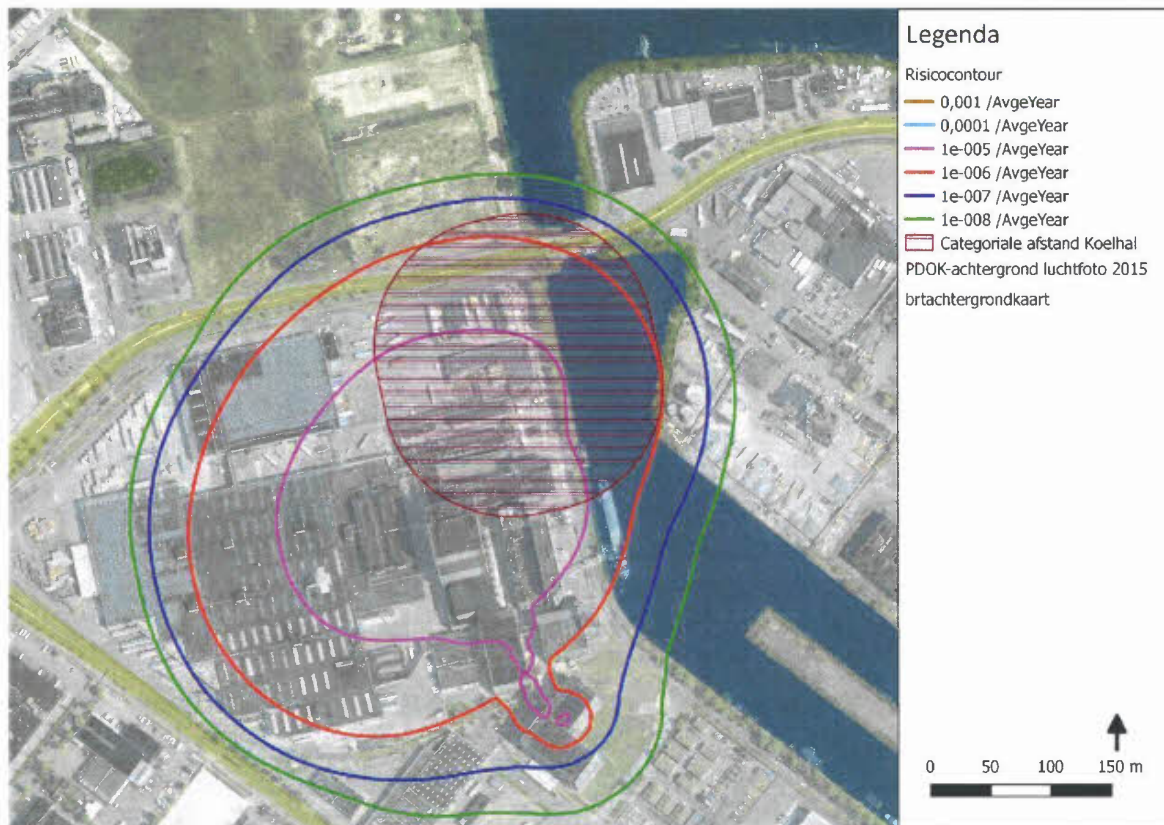 Legenda
Risicocontour
0,001 /AvgeYear
0,0001 /AvgeYear
1e-005 /AvgeYear
1e-006 /AvgeYear
1e-007 /AvgeYear
1e-008 /AvgeYear
Categoriale afstand Koelhal
PDOK-achtergrond luchtfoto 2015
brtachtergrondkaart
0 50 100 150 m